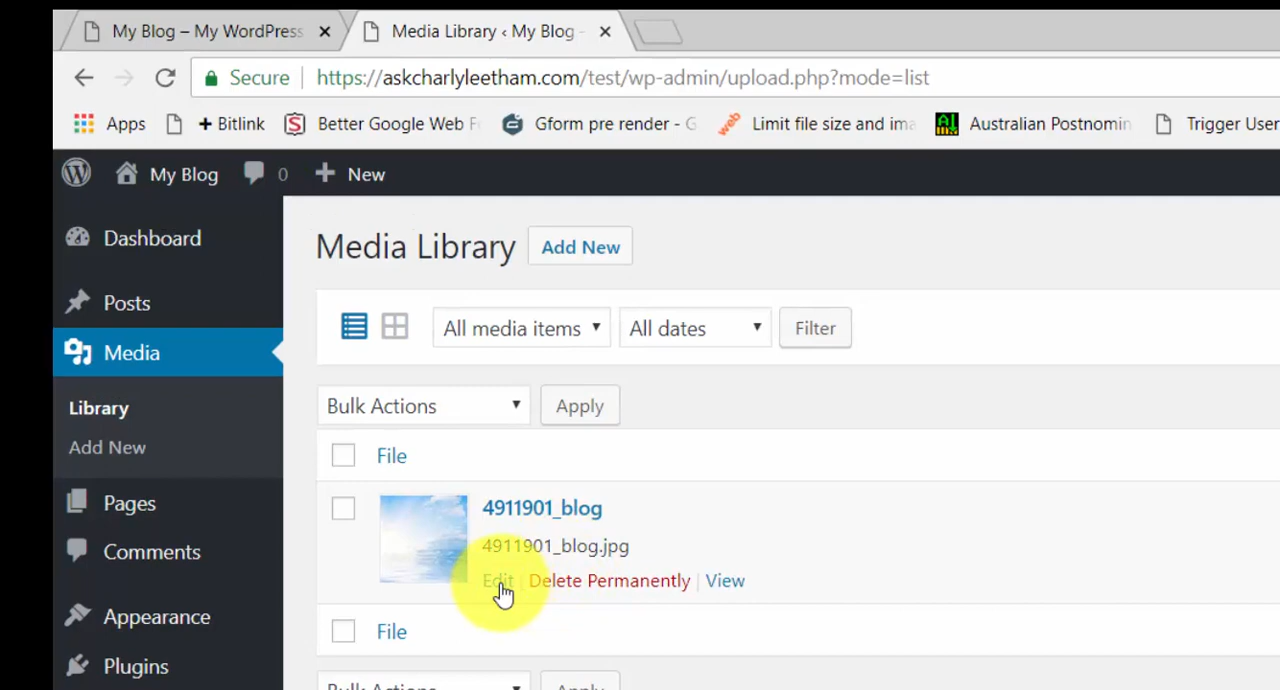 My Blog – My WordPress
Media Library ‹ My Blog -
Secure
https://askcharlyleetham.com/test/wp-admin/upload.php?mode=list
Apps
+ Bitlink
Better Google Web F
Gform pre render - G
Limit file size and ima
Australian Postnomin
Trigger User
My Blog
0
New
Dashboard
Posts
Media
Library
Add New
Pages
Comments
Appearance
Plugins
Media Library
Add New
All media items
All dates
Filter
Bulk Actions
Apply
File
4911901_blog
4911901_blog.jpg
Edit | Delete Permanently | View
File
Bulk Actions
Apply